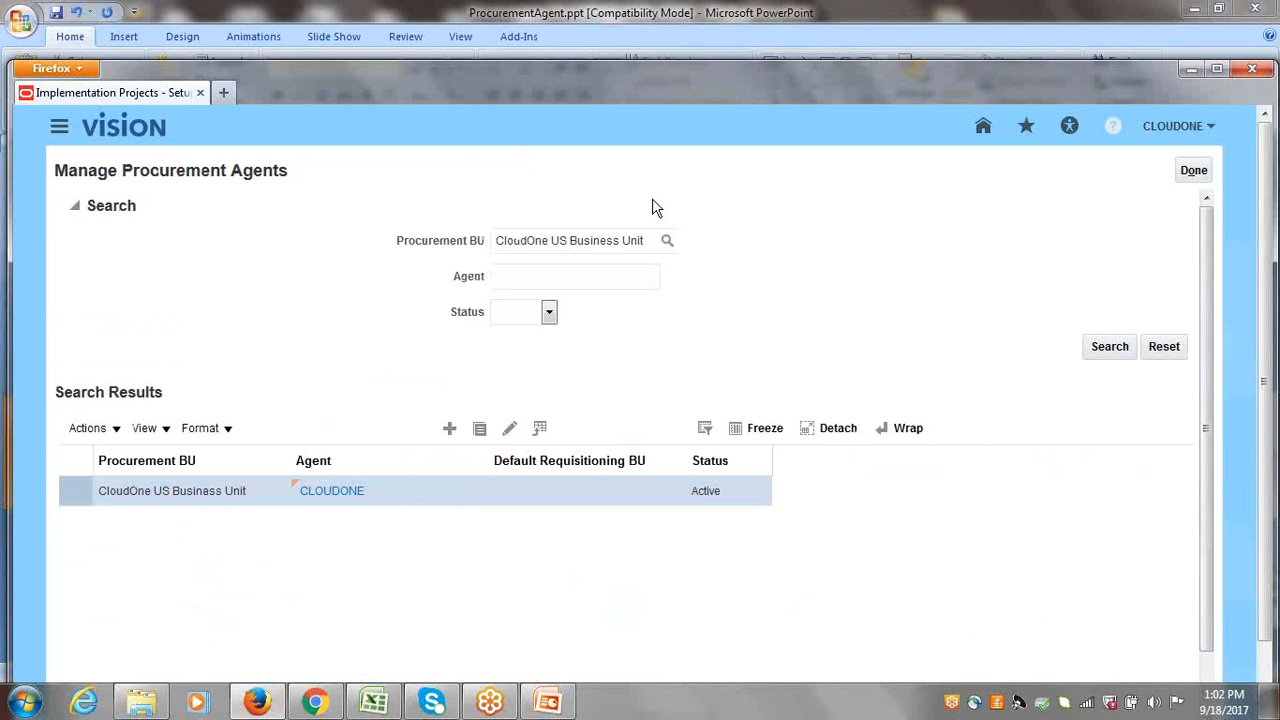 ProcurementAgent.ppt [Compatibility Mode] - Microsoft PowerPoint
Home Insert Design Animations Slide Show Review View Add-Ins
Firefox
Implementation Projects - Setu
VISION
CLOUDONE
Manage Procurement Agents
Done
Search
Procurement BU CloudOne US Business Unit
Agent
Status
Search Reset
Search Results
Actions View Format Freeze Detach Wrap
Procurement BU Agent Default Requisitioning BU Status
CloudOne US Business Unit CLOUDONE Active
1:02 PM
9/18/2017